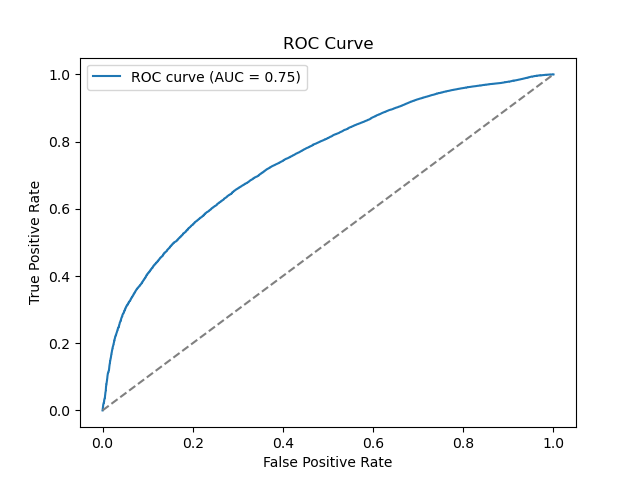 ROC Curve
ROC curve (AUC = 0.75)
True Positive Rate
1.0
0.8
0.6
0.4
0.2
0.0
0.0 0.2 0.4 0.6 0.8 1.0
False Positive Rate